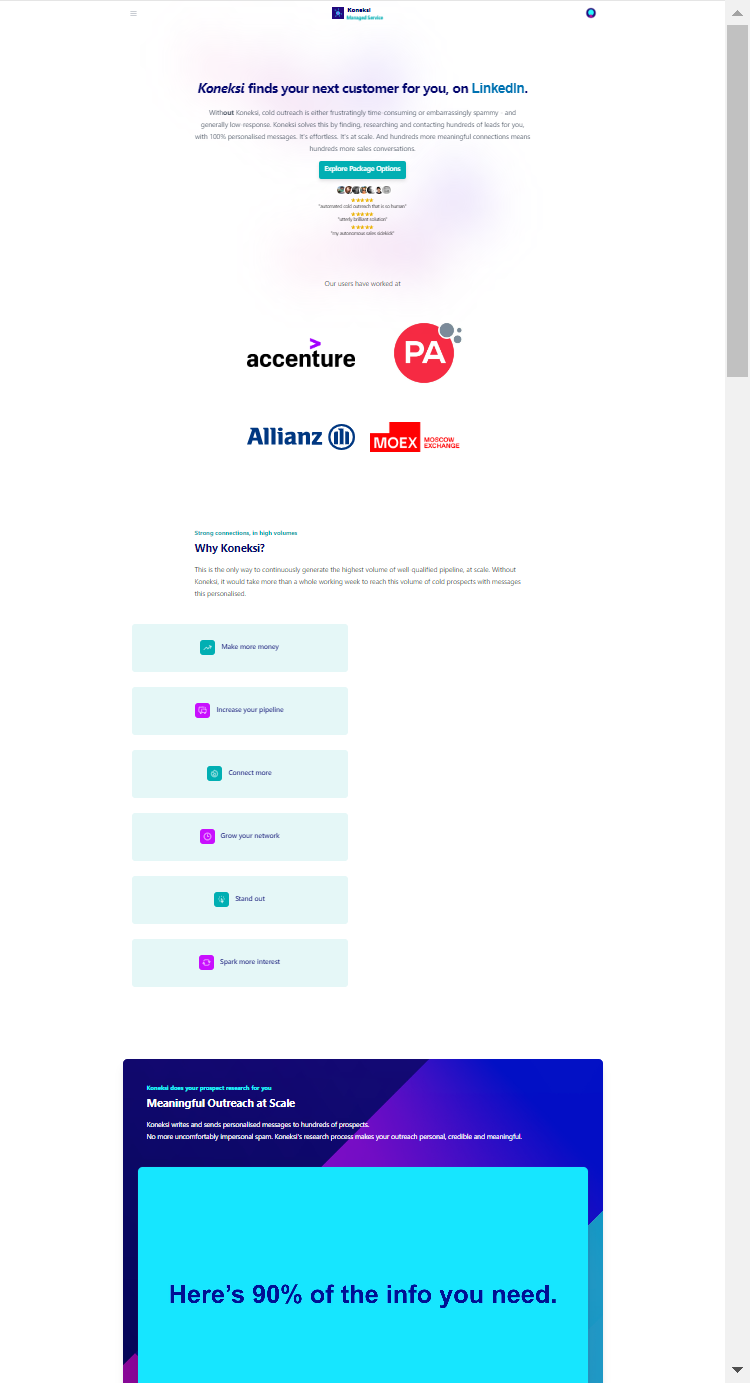 Koneksi
Managed Service
Koneksi finds your next customer for you, on LinkedIn.
Without Koneksi, cold outreach is either frustratingly time-consuming or embarrassingly spammy - and
generally low-response. Koneksi solves this by finding, researching and contacting hundreds of leads for you,
with 100% personalised messages. It's effortless. It's at scale. And hundreds more meaningful connections means
hundreds more sales conversations.
Explore Package Options
"automated cold outreach that is so human"
"utterly brilliant solution"
"my autonomous sales sidekick"
Our users have worked at
accenture
PA
Allianz
MOEX MOSCOW
EXCHANGE
Strong connections, in high volumes
Why Koneksi?
This is the only way to continuously generate the highest volume of well-qualified pipeline, at scale. Without
Koneksi, it would take more than a whole working week to reach this volume of cold prospects with messages
this personalised.
Make more money
Increase your pipeline
Connect more
Grow your network
Stand out
Spark more interest
Koneksi does your prospect research for you
Meaningful Outreach at Scale
Koneksi writes and sends personalised messages to hundreds of prospects.
No more uncomfortably impersonal spam. Koneksi's research process makes your outreach personal, credible and meaningful.
Here’s 90% of the info you need.